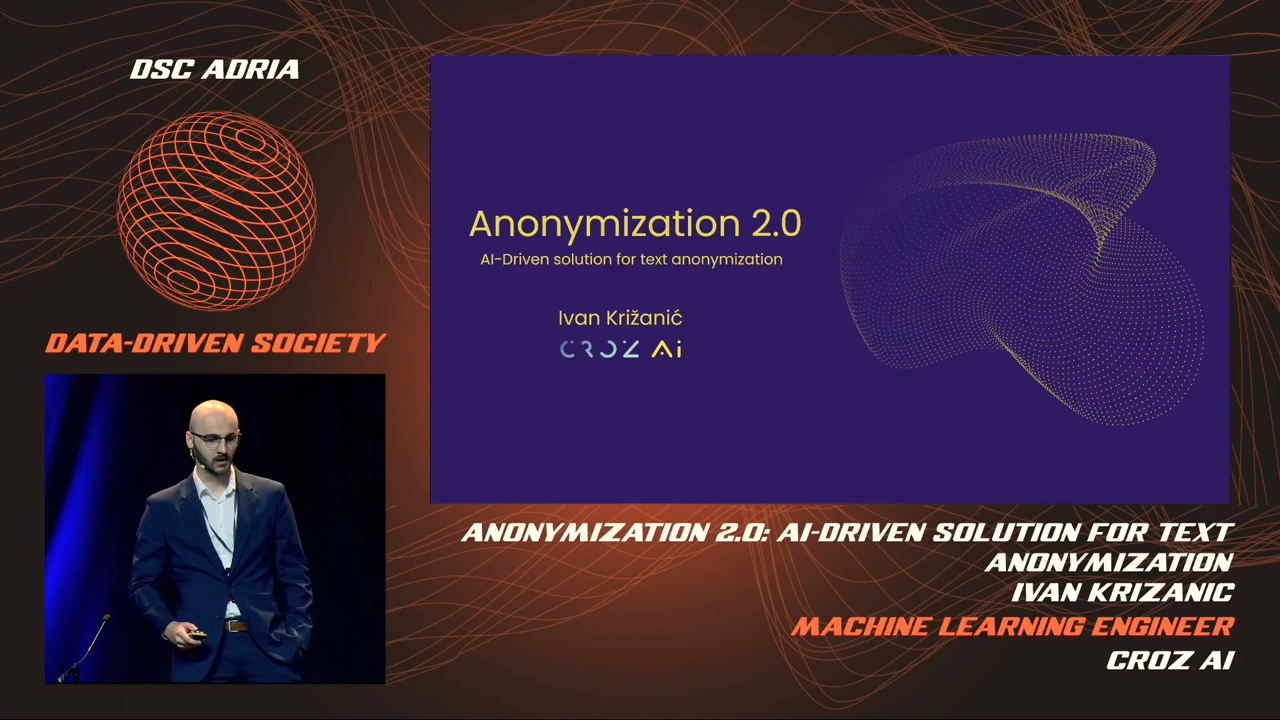 DSC ADRIA
DATA-DRIVEN SOCIETY
Anonymization 2.0
AI-Driven solution for text anonymization
Ivan Križanić
CROZ Ai
ANONYMIZATION 2.0: AI-DRIVEN SOLUTION FOR TEXT
ANONYMIZATION
IVAN KRIZANIC
MACHINE LEARNING ENGINEER
CROZ AI